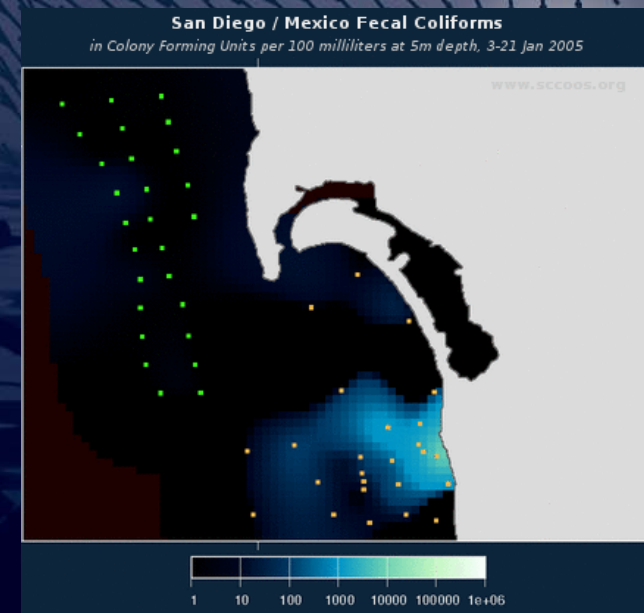 San Diego / Mexico Fecal Coliforms
in Colony Forming Units per 100 milliliters at 5m depth, 3-21 Jan 2005
www.sccoos.org
1 10 100 1000 10000 100000 1e+06